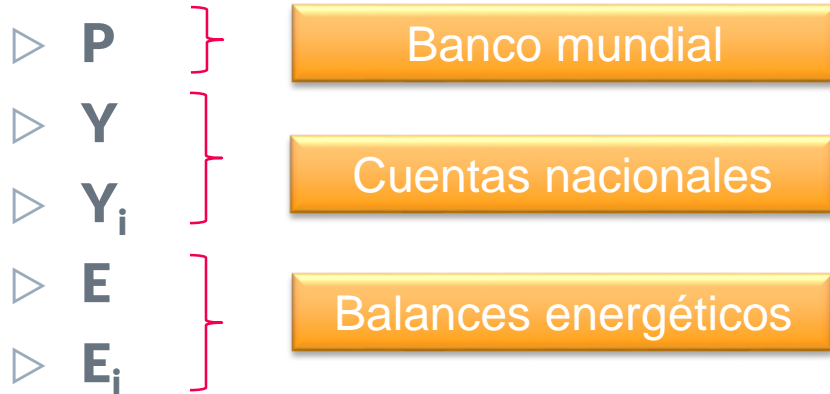 P
Banco mundial
Y
Cuentas nacionales
Yi
E
Balances energéticos
Ei